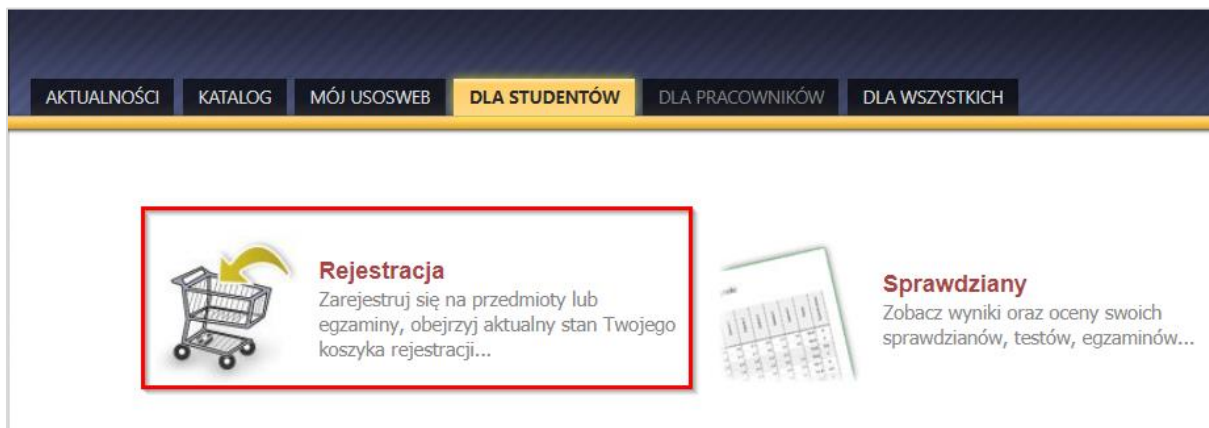 AKTUALNOŚCI KATALOG MÓJ USOSWEB DLA STUDENTÓW DLA PRACOWNIKÓW DLA WSZYSTKICH
Rejestracja
Zarejestruj się na przedmioty lub
egzaminy, obejrzyj aktualny stan Twojego
koszyka rejestracji...
Sprawdziany
Zobacz wyniki oraz oceny swoich
sprawdzianów, testów, egzaminów...